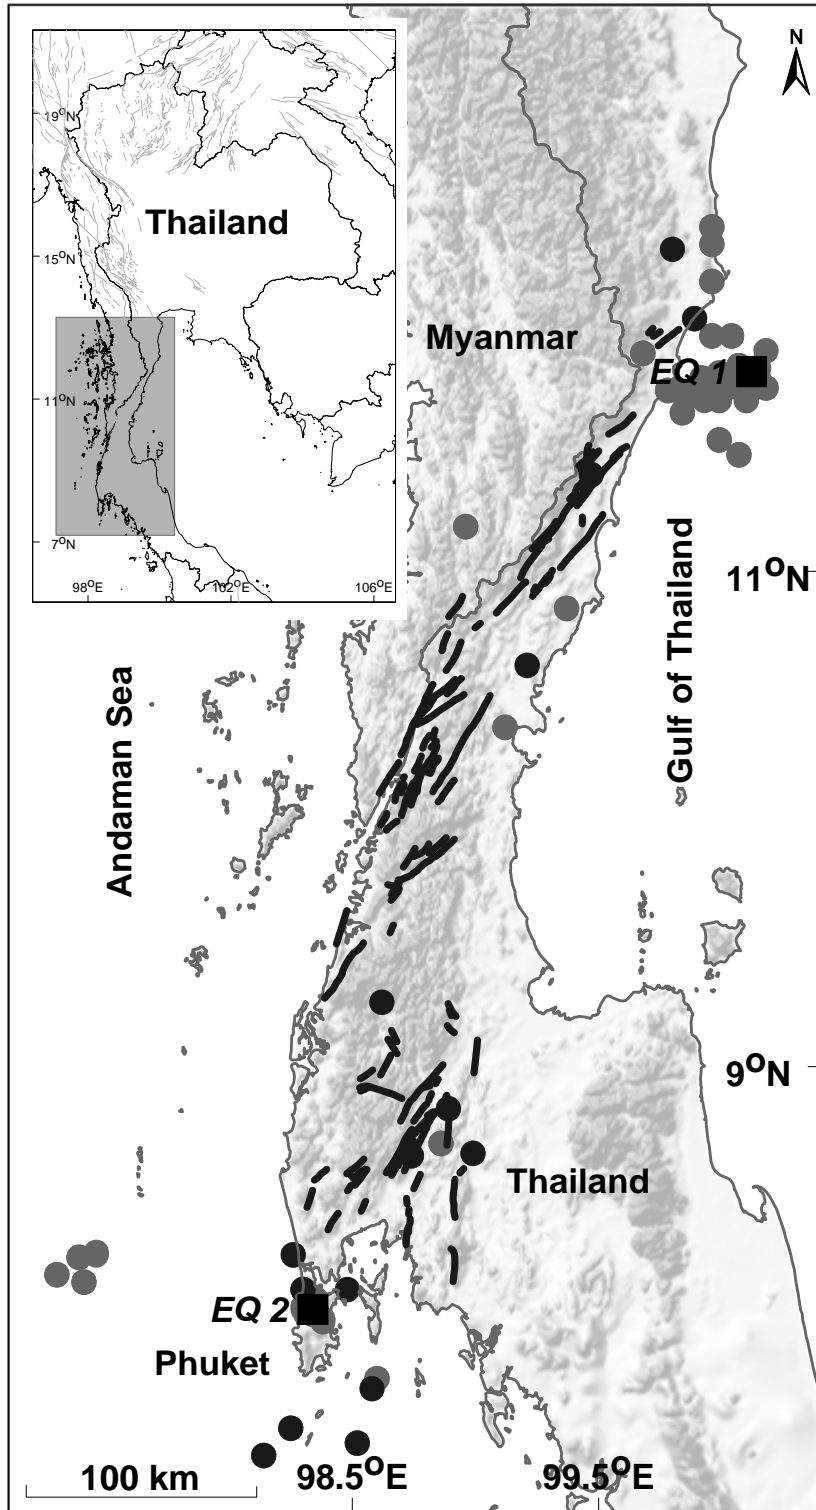 N
19°N
Thailand
15°N
Myanmar
EQ 1
11°N
7°N
98°E
102°E
106°E
Gulf of Thailand
11°N
Andaman Sea
9°N
Thailand
EQ 2
Phuket
100 km
98.5°E
99.5°E